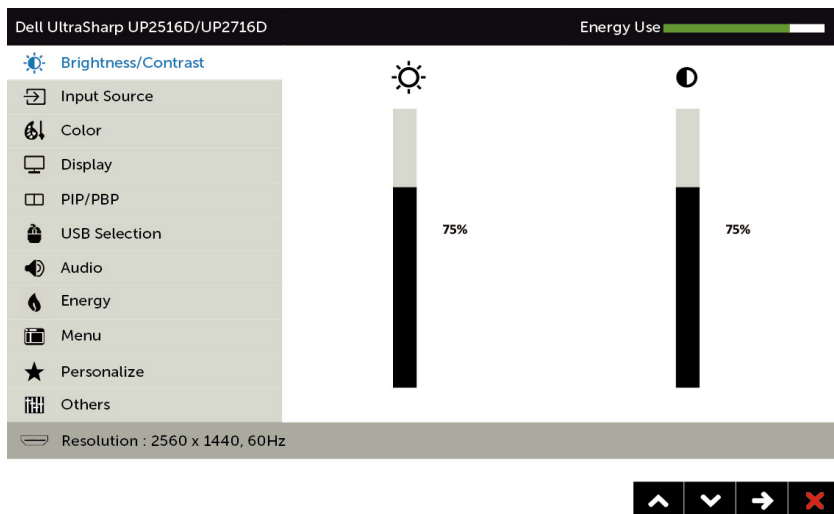 Dell UltraSharp UP2516D/UP2716D
Energy Use
Brightness/Contrast
Input Source
Color
Display
PIP/PBP
USB Selection
Audio
Energy
Menu
Personalize
Others
75%
75%
Resolution : 2560 x 1440, 60Hz